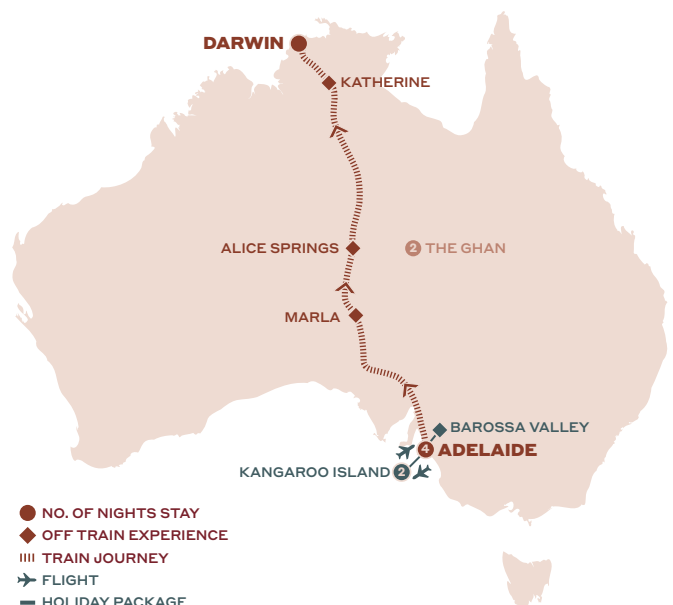 DARWIN
KATHERINE
ALICE SPRINGS
2 THE GHAN
MARLA
BAROSSA VALLEY
4 ADELAIDE
KANGAROO ISLAND 2
NO. OF NIGHTS STAY
OFF TRAIN EXPERIENCE
TRAIN JOURNEY
FLIGHT
HOLIDAY PACKAGE